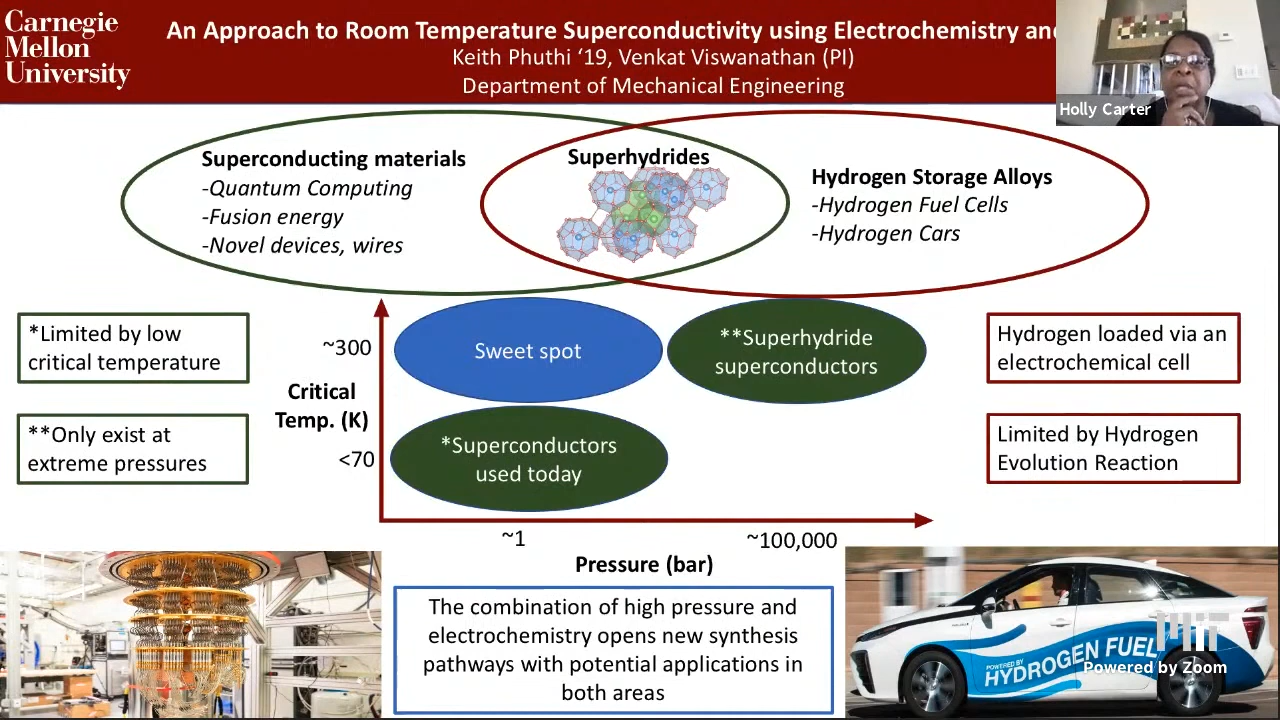 Carnegie
Mellon
University
An Approach to Room Temperature Superconductivity using Electrochemistry and
Keith Phuthi ‘19, Venkat Viswanathan (PI)
Department of Mechanical Engineering
Holly Carter
Superconducting materials
-Quantum Computing
-Fusion energy
-Novel devices, wires
Superhydrides
Hydrogen Storage Alloys
-Hydrogen Fuel Cells
-Hydrogen Cars
*Limited by low
critical temperature
**Only exist at
extreme pressures
~300
Critical
Temp. (K)
<70
Sweet spot
**Superhydride
superconductors
*Superconductors
used today
~1
~100,000
Pressure (bar)
Hydrogen loaded via an
electrochemical cell
Limited by Hydrogen
Evolution Reaction
The combination of high pressure and
electrochemistry opens new synthesis
pathways with potential applications in
both areas
POWERED BY
HYDROGEN FUEL
MIT
Powered by Zoom